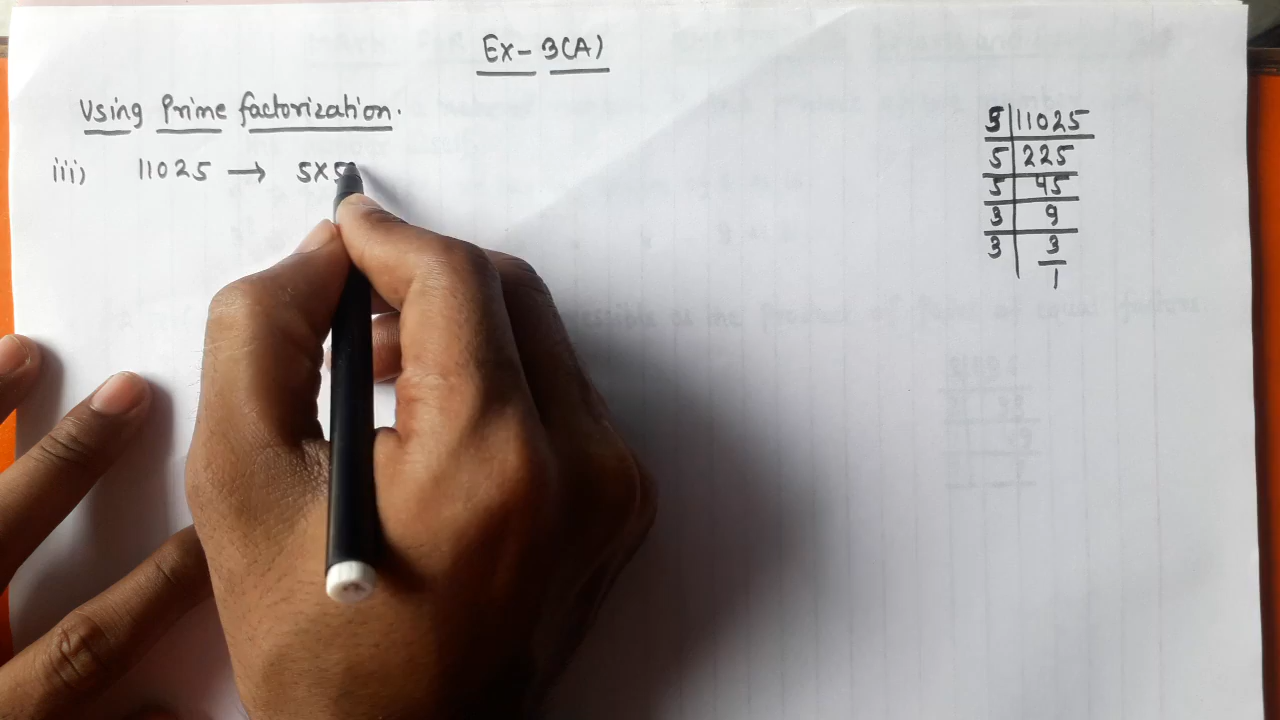 Ex- 3(A)
Using Prime factorization.
iii) 11025 → 5×5
5 | 11025
5 | 225
5 | 45
3 | 9
3 | 3
1